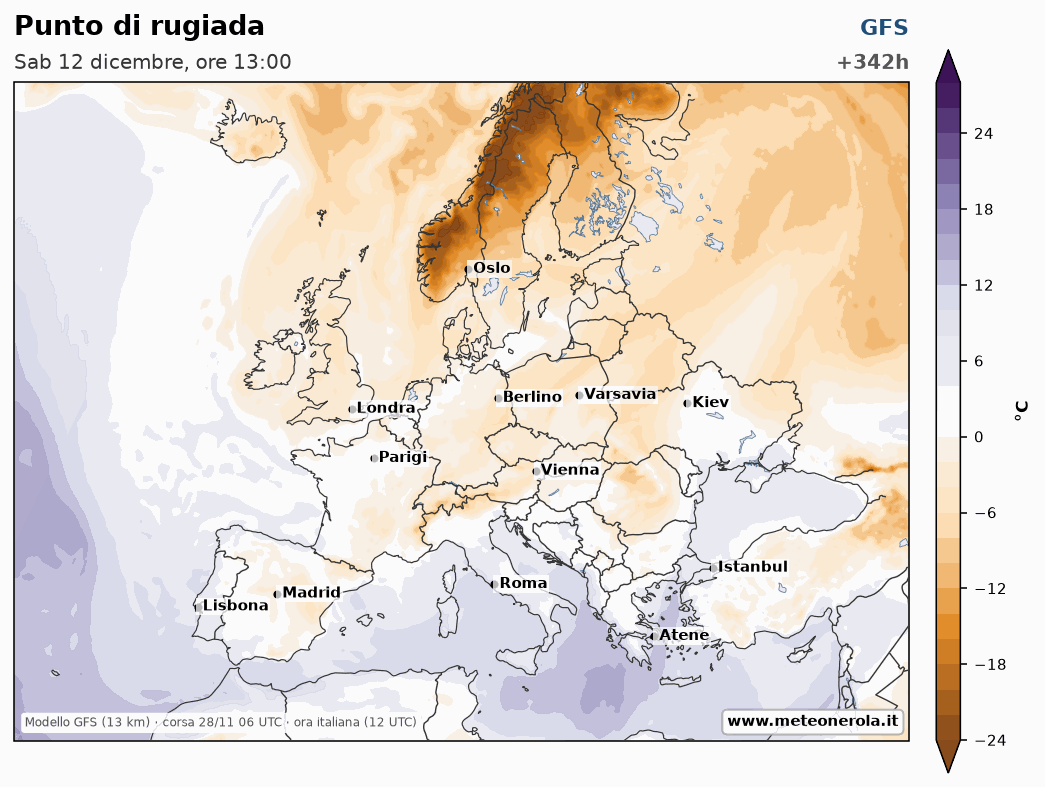 Punto di rugiada
GFS
Sab 12 dicembre, ore 13:00
+342h
24
18
12
6
0
−6
−12
−18
−24
°C
Oslo
Berlino
Varsavia
Kiev
Londra
Parigi
Vienna
Istanbul
Roma
Madrid
Lisbona
Atene
Modello GFS (13 km) · corsa 28/11 06 UTC · ora italiana (12 UTC)
www.meteonerola.it